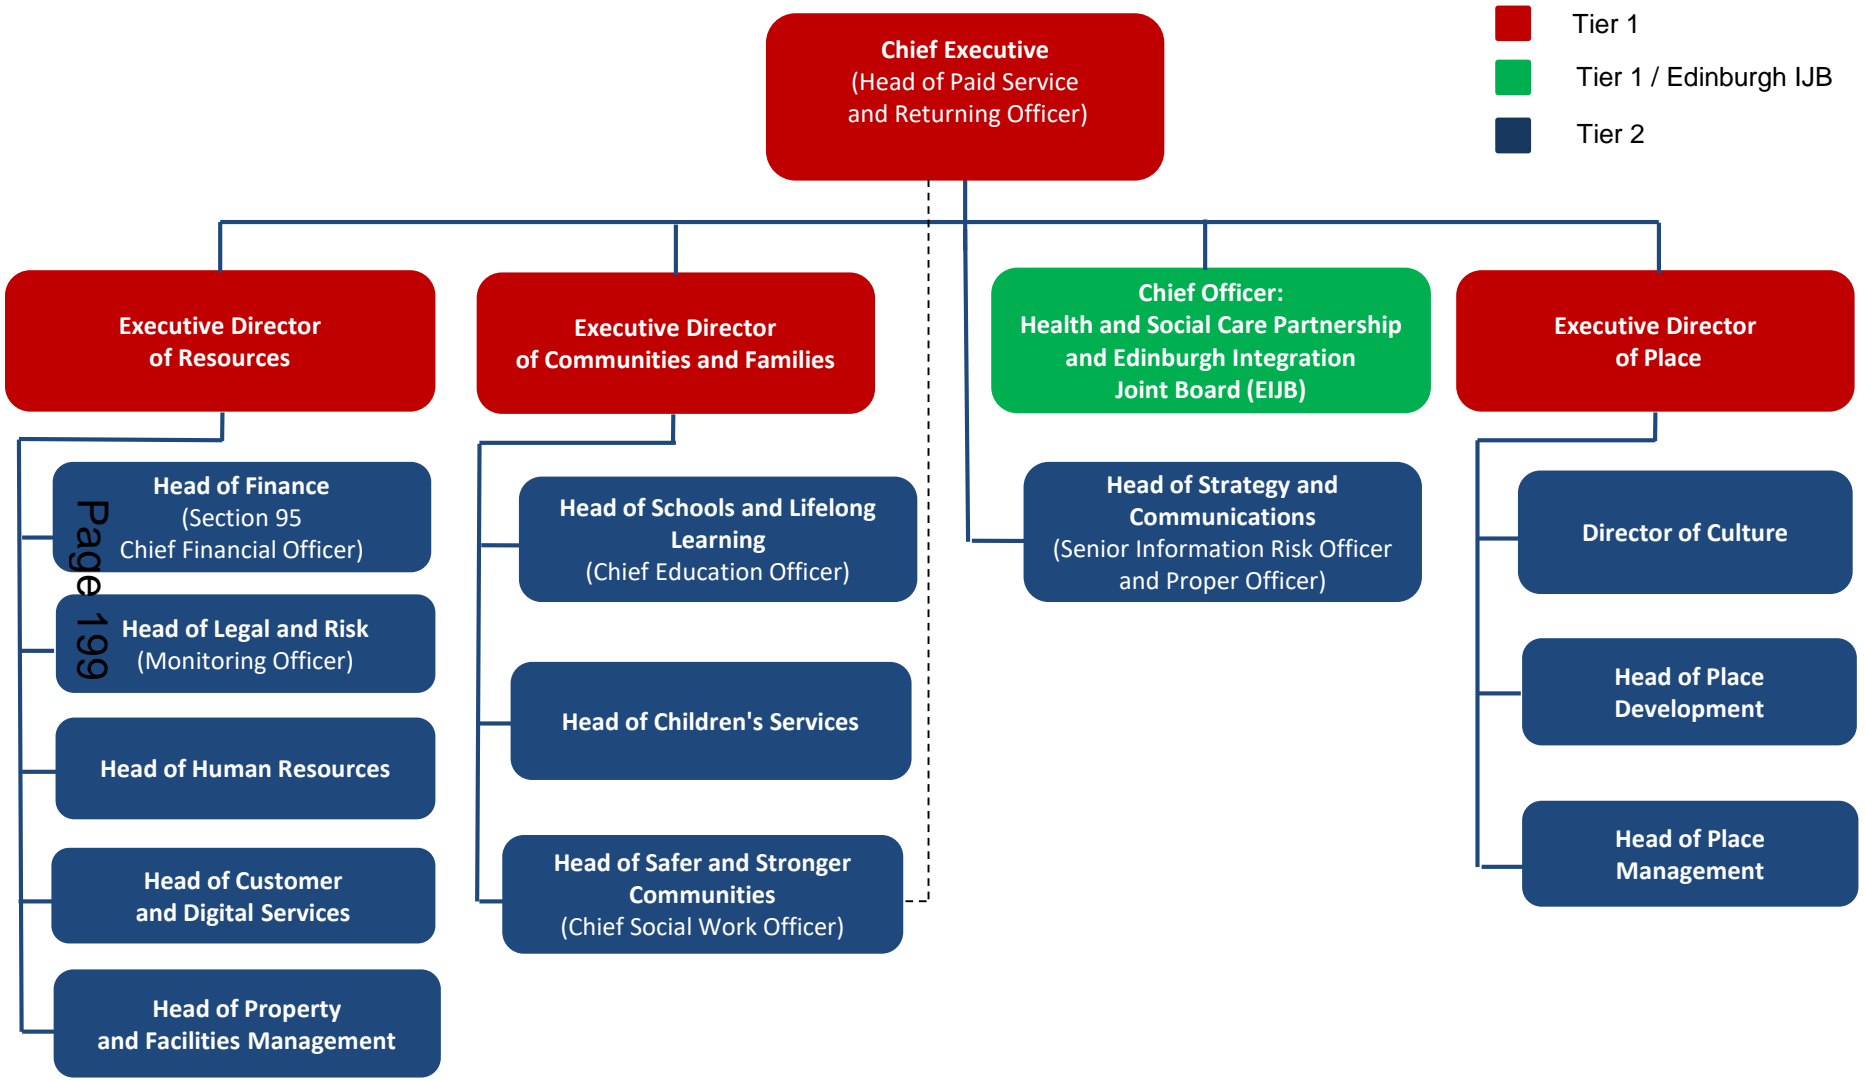 Chief Executive
(Head of Paid Service
and Returning Officer)
Tier 1
Tier 1 / Edinburgh IJB
Tier 2
Executive Director
of Resources
Executive Director
of Communities and Families
Chief Officer:
Health and Social Care Partnership
and Edinburgh Integration
Joint Board (EIJB)
Executive Director
of Place
Head of Finance
(Section 95
Chief Financial Officer)
Head of Legal and Risk
(Monitoring Officer)
Head of Human Resources
Head of Customer
and Digital Services
Head of Property
and Facilities Management
Page 199
Head of Schools and Lifelong
Learning
(Chief Education Officer)
Head of Children's Services
Head of Safer and Stronger
Communities
(Chief Social Work Officer)
Head of Strategy and
Communications
(Senior Information Risk Officer
and Proper Officer)
Director of Culture
Head of Place
Development
Head of Place
Management